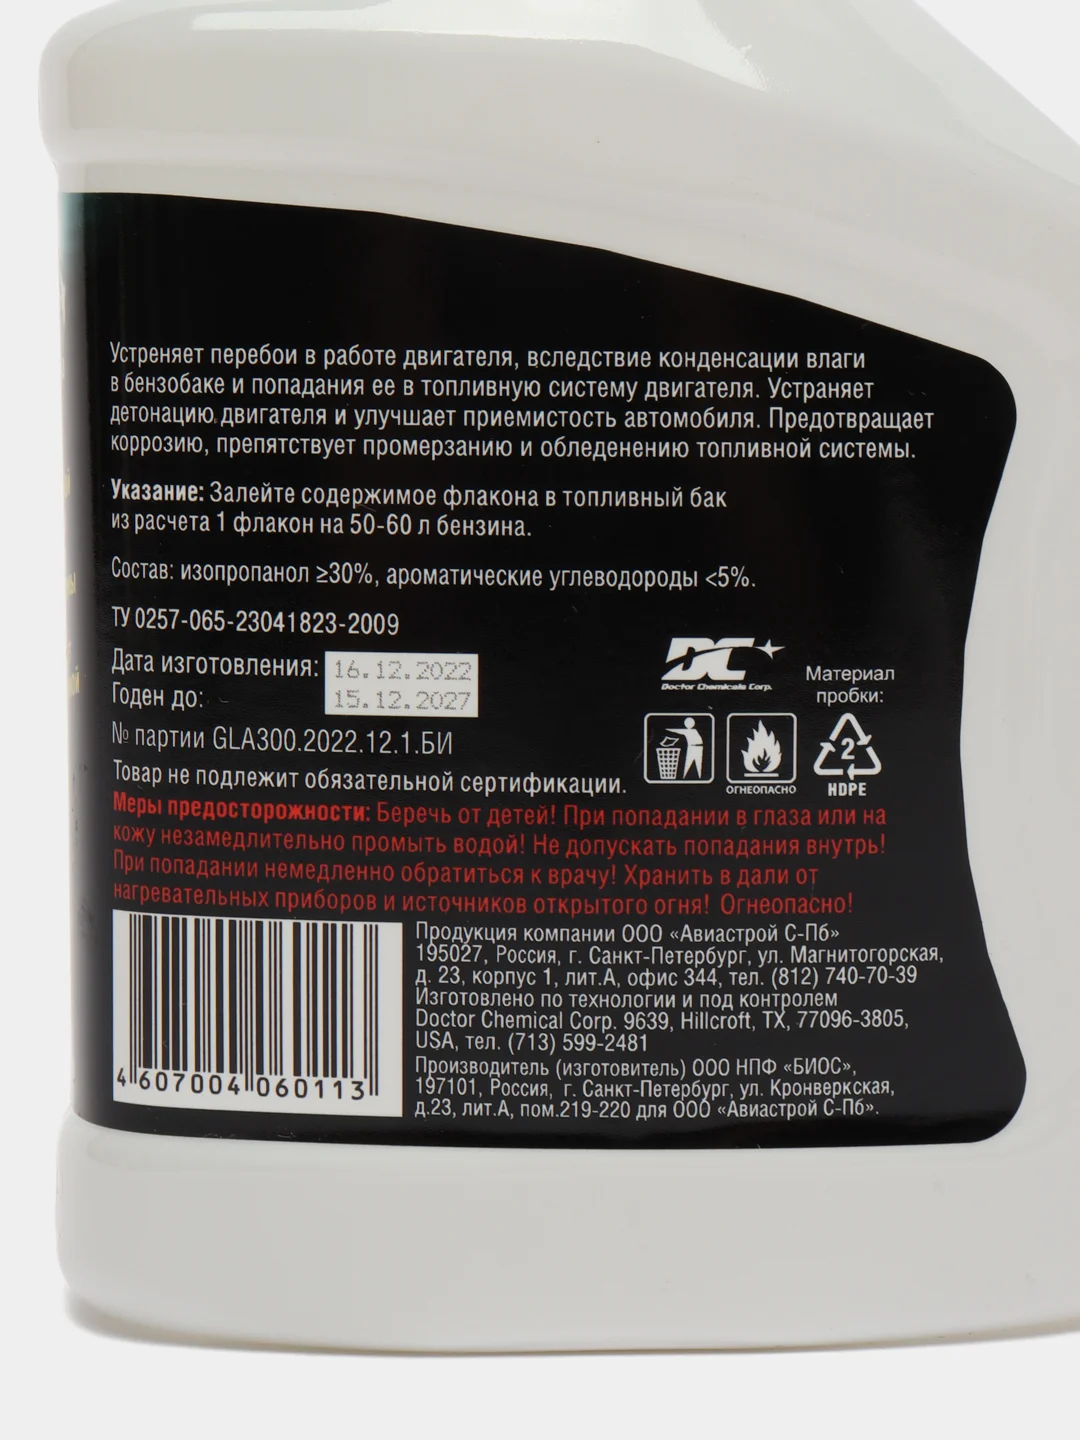 Устреняет перебои в работе двигателя, вследствие конденсации влаги
в бензобаке и попадания ее в топливную систему двигателя. Устраняет
детонацию двигателя и улучшает приемистость автомобиля. Предотвращает
коррозию, препятствует промерзанию и обледенению топливной системы.
Указание: Залейте содержимое флакона в топливный бак
из расчета 1 флакон на 50-60 л бензина.
Состав: изопропанол ≥30%, ароматические углеводороды <5%.
ТУ 0257-065-23041823-2009
Дата изготовления: 16.12.2022
Годен до: 15.12.2027
№ партии GLA300.2022.12.1.БИ
Товар не подлежит обязательной сертификации.
DC
Doctor Chemicals Corp.
Материал
пробки:
ОГНЕОПАСНО
2
HDPE
Меры предосторожности: Беречь от детей! При попадании в глаза или на
кожу незамедлительно промыть водой! Не допускать попадания внутрь!
При попадании немедленно обратиться к врачу! Хранить в дали от
нагревательных приборов и источников открытого огня! Огнеопасно!
4 607004 060113
Продукция компании ООО «Авиастрой С-Пб»
195027, Россия, г. Санкт-Петербург, ул. Магнитогорская,
д. 23, корпус 1, лит.А, офис 344, тел. (812) 740-70-39
Изготовлено по технологии и под контролем
Doctor Chemical Corp. 9639, Hillcroft, TX, 77096-3805,
USA, тел. (713) 599-2481
Производитель (изготовитель) ООО НПФ «БИОС»,
197101, Россия, г. Санкт-Петербург, ул. Кронверкская,
д.23, лит.А, пом.219-220 для ООО «Авиастрой С-Пб».